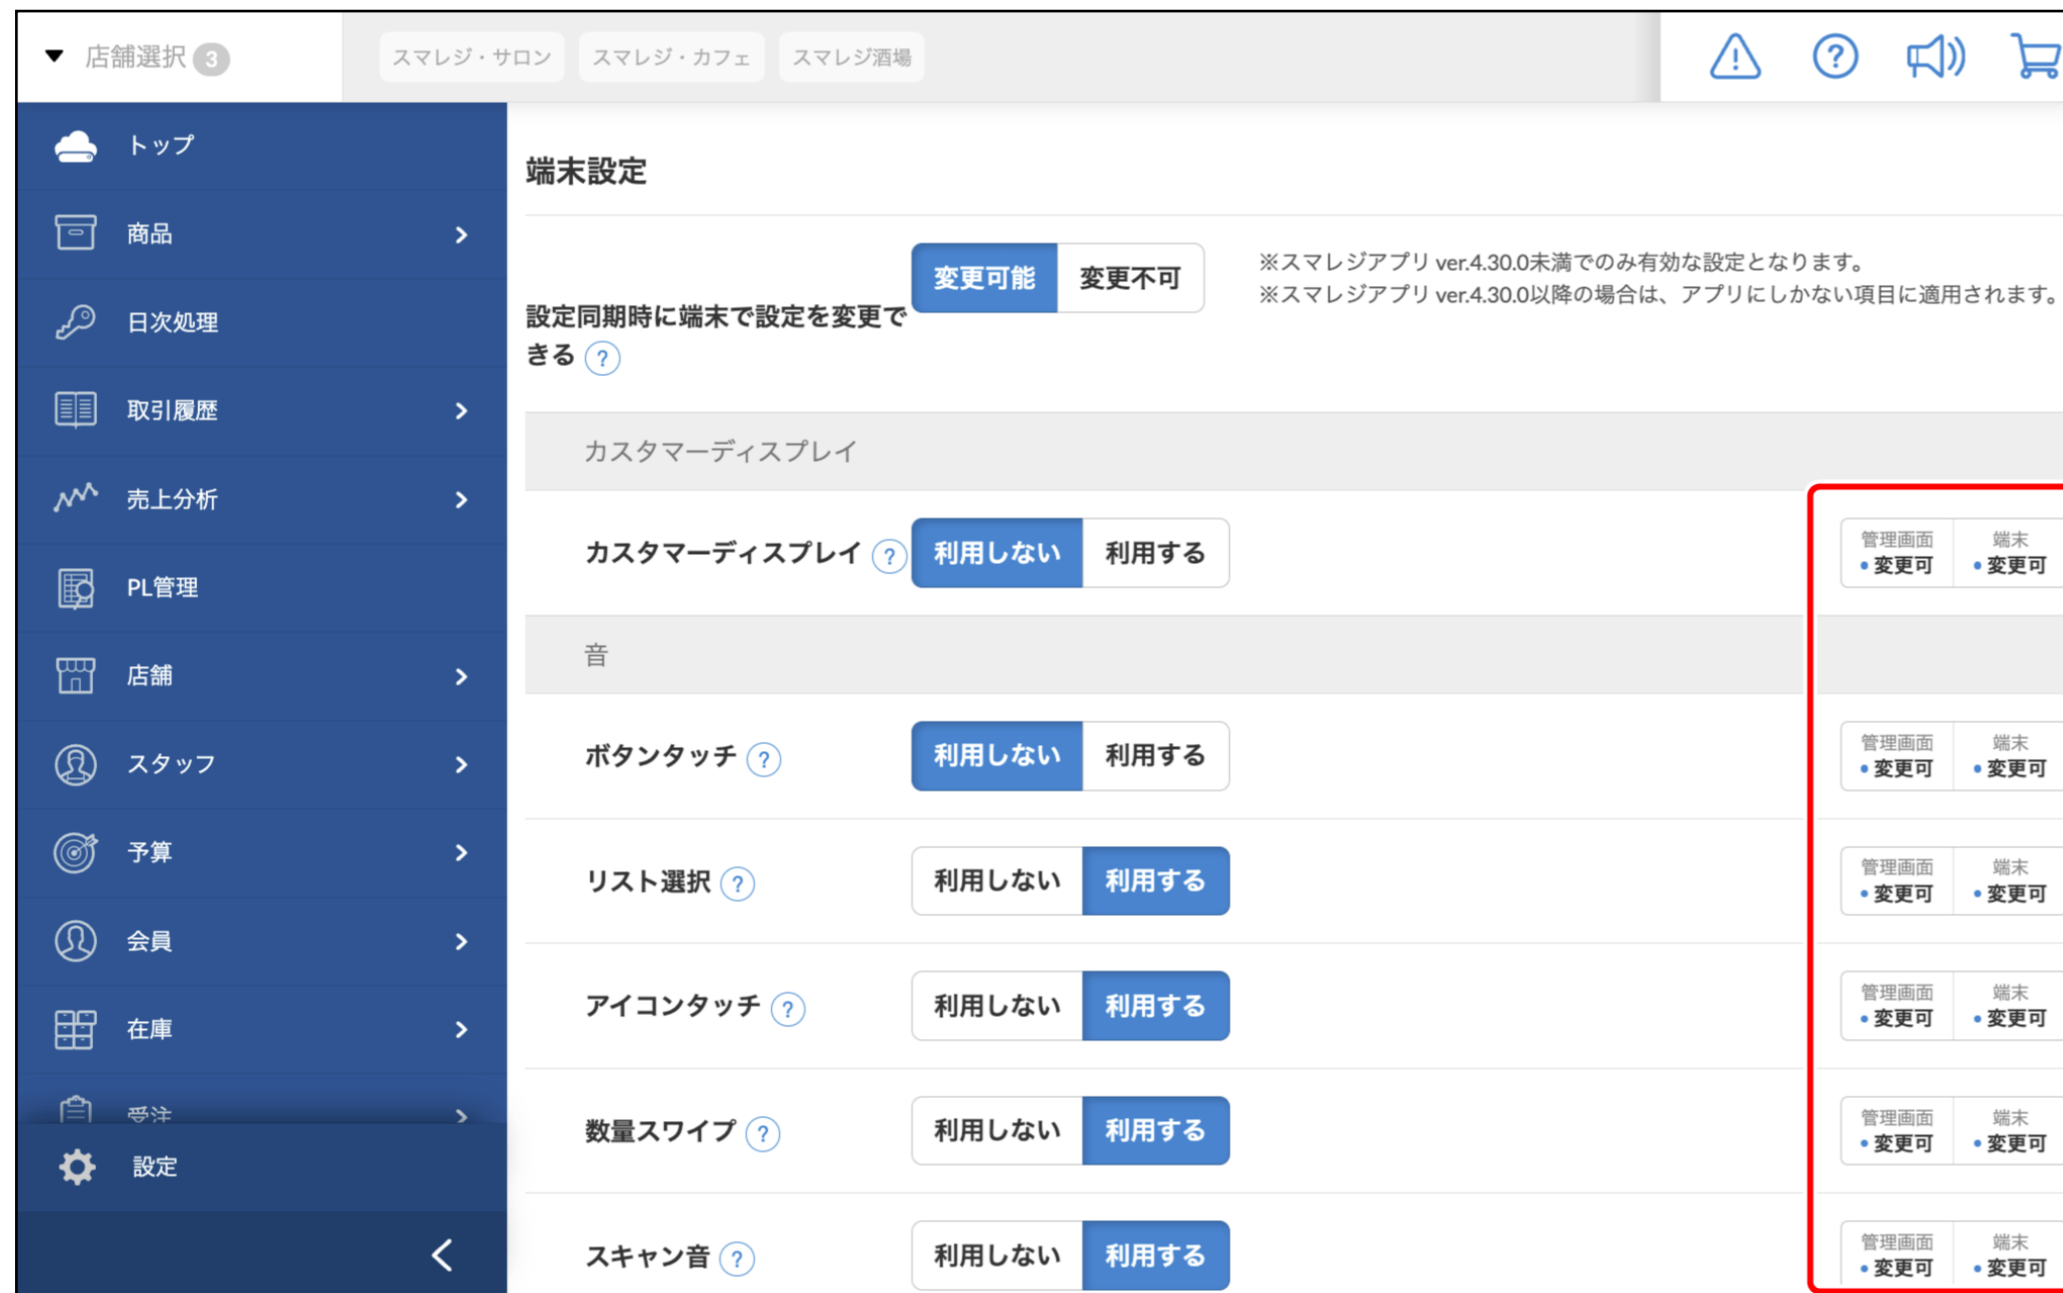 店舗選択 3
スマレジ・サロン スマレジ・カフェ スマレジ酒場
トップ
商品
日次処理
取引履歴
売上分析
PL管理
店舗
スタッフ
予算
会員
在庫
受注
設定
端末設定
設定同期時に端末で設定を変更で
きる ?
変更可能 変更不可
※スマレジアプリ ver.4.30.0未満でのみ有効な設定となります。
※スマレジアプリ ver.4.30.0以降の場合は、アプリにしかない項目に適用されます。
カスタマーディスプレイ
カスタマーディスプレイ ? 利用しない 利用する
管理画面 端末
•変更可 •変更可
音
ボタンタッチ ? 利用しない 利用する
管理画面 端末
•変更可 •変更可
リスト選択 ? 利用しない 利用する
管理画面 端末
•変更可 •変更可
アイコンタッチ ? 利用しない 利用する
管理画面 端末
•変更可 •変更可
数量スワイプ ? 利用しない 利用する
管理画面 端末
•変更可 •変更可
スキャン音 ? 利用しない 利用する
管理画面 端末
•変更可 •変更可